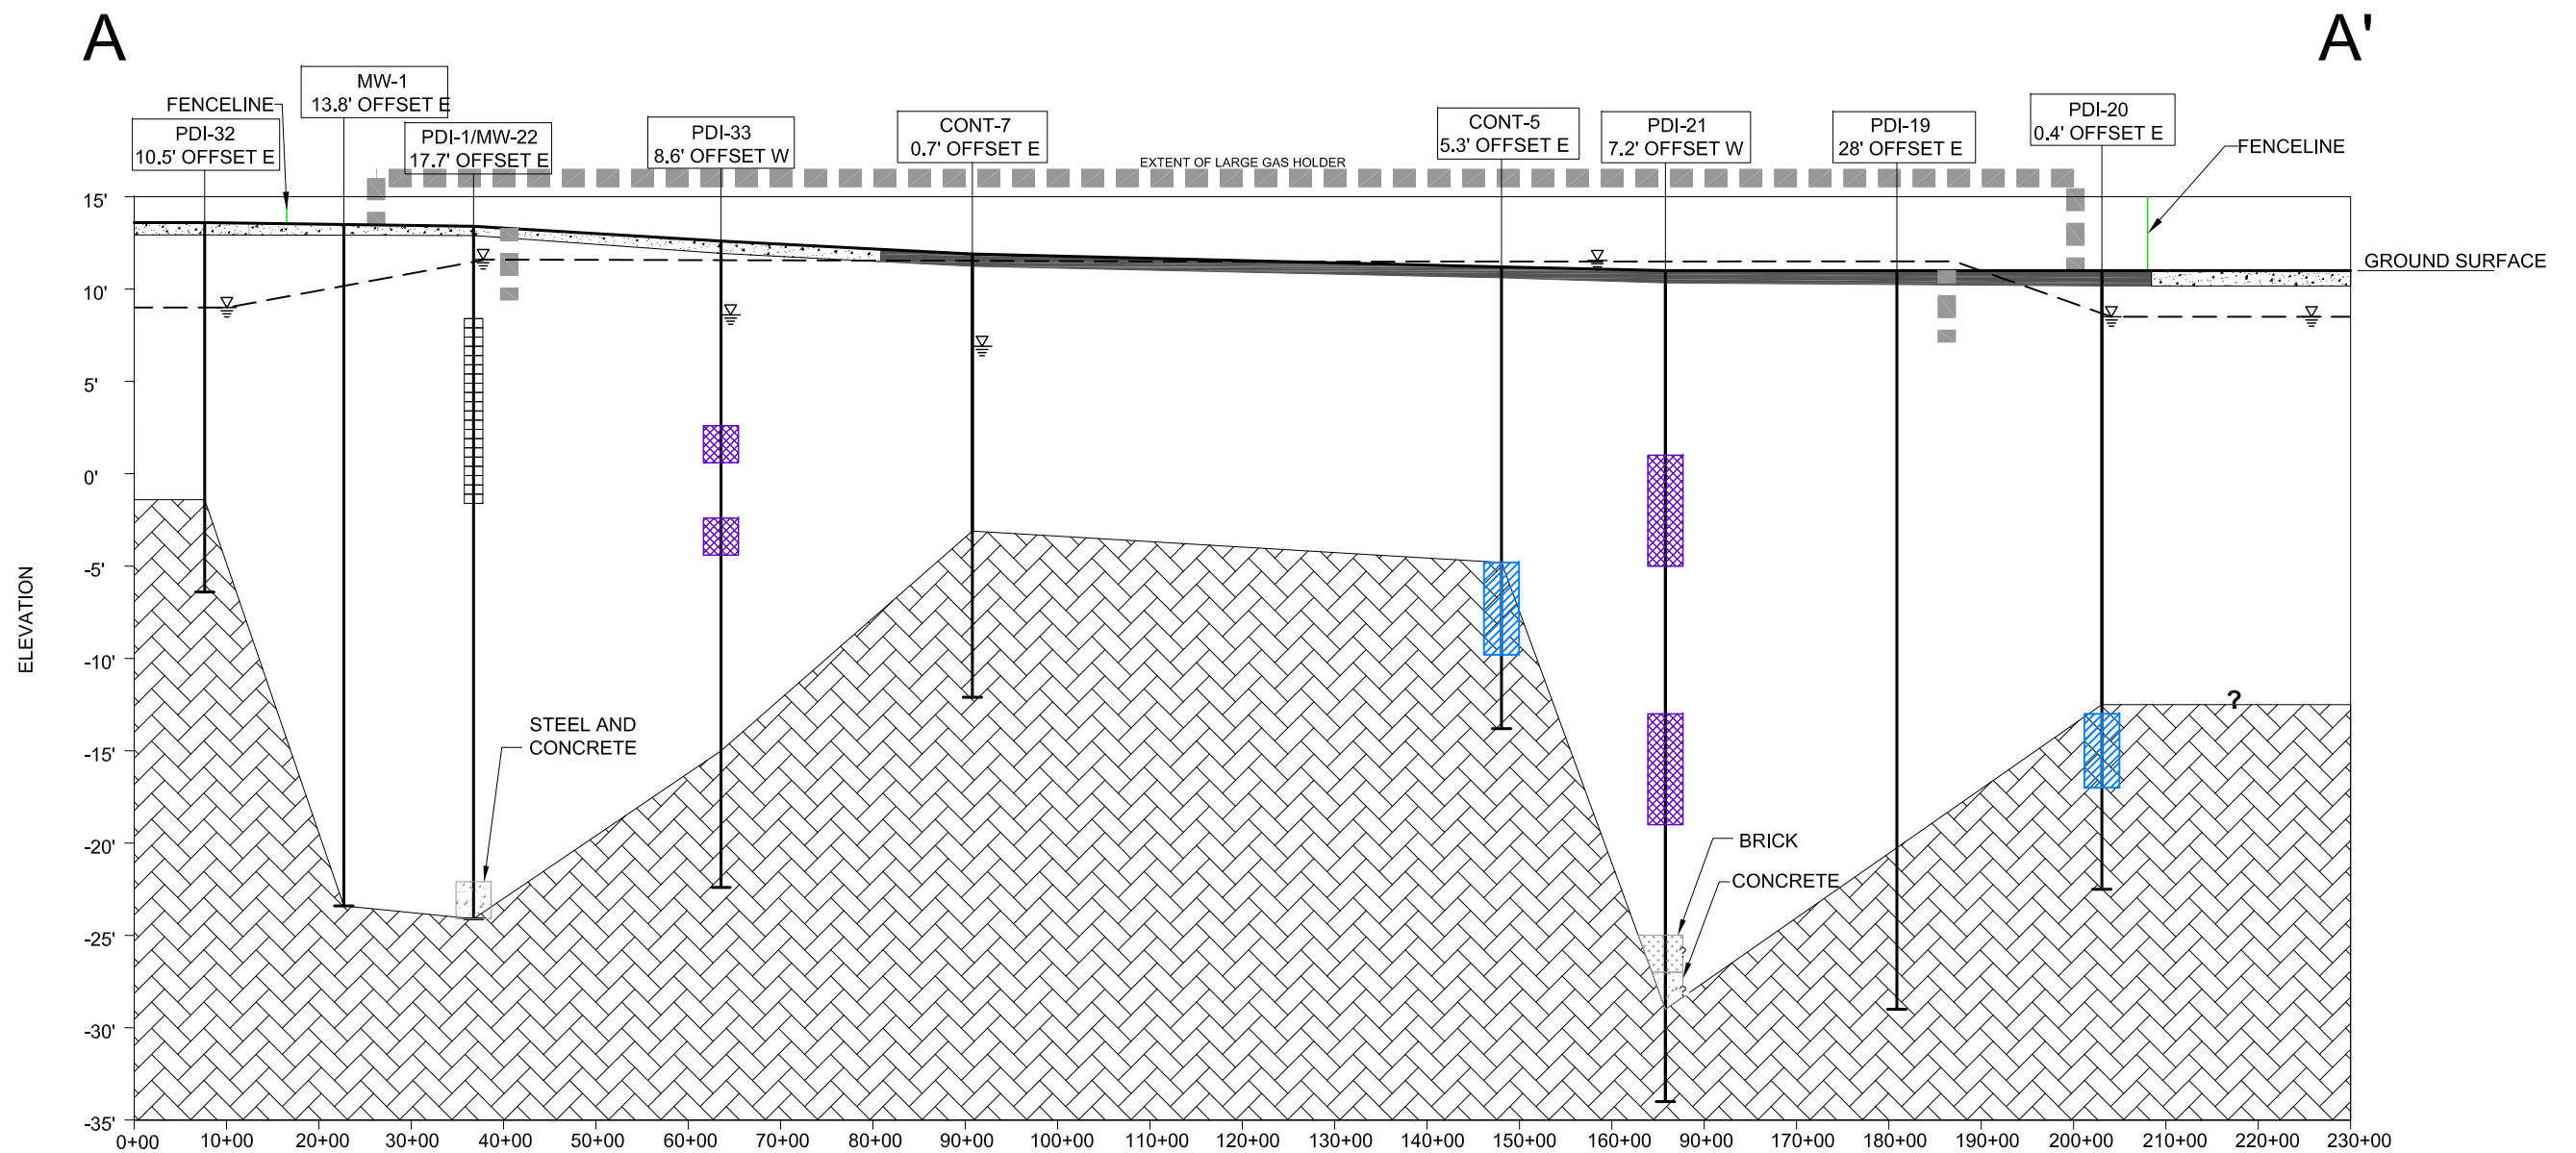 A
A'
MW-1
13.8' OFFSET E
FENCELINE
PDI-32
10.5' OFFSET E
PDI-1/MW-22
17.7' OFFSET E
PDI-33
8.6' OFFSET W
CONT-7
0.7' OFFSET E
EXTENT OF LARGE GAS HOLDER
CONT-5
5.3' OFFSET E
PDI-21
7.2' OFFSET W
PDI-19
28' OFFSET E
PDI-20
0.4' OFFSET E
FENCELINE
GROUND SURFACE
15'
10'
5'
0'
-5'
-10'
-15'
-20'
-25'
-30'
-35'
ELEVATION
STEEL AND
CONCRETE
BRICK
CONCRETE
?
?
?
0+00 10+00 20+00 30+00 40+00 50+00 60+00 70+00 80+00 90+00 100+00 110+00 120+00 130+00 140+00 150+00 160+00 90+00 170+00 180+00 190+00 200+00 210+00 220+00 230+00